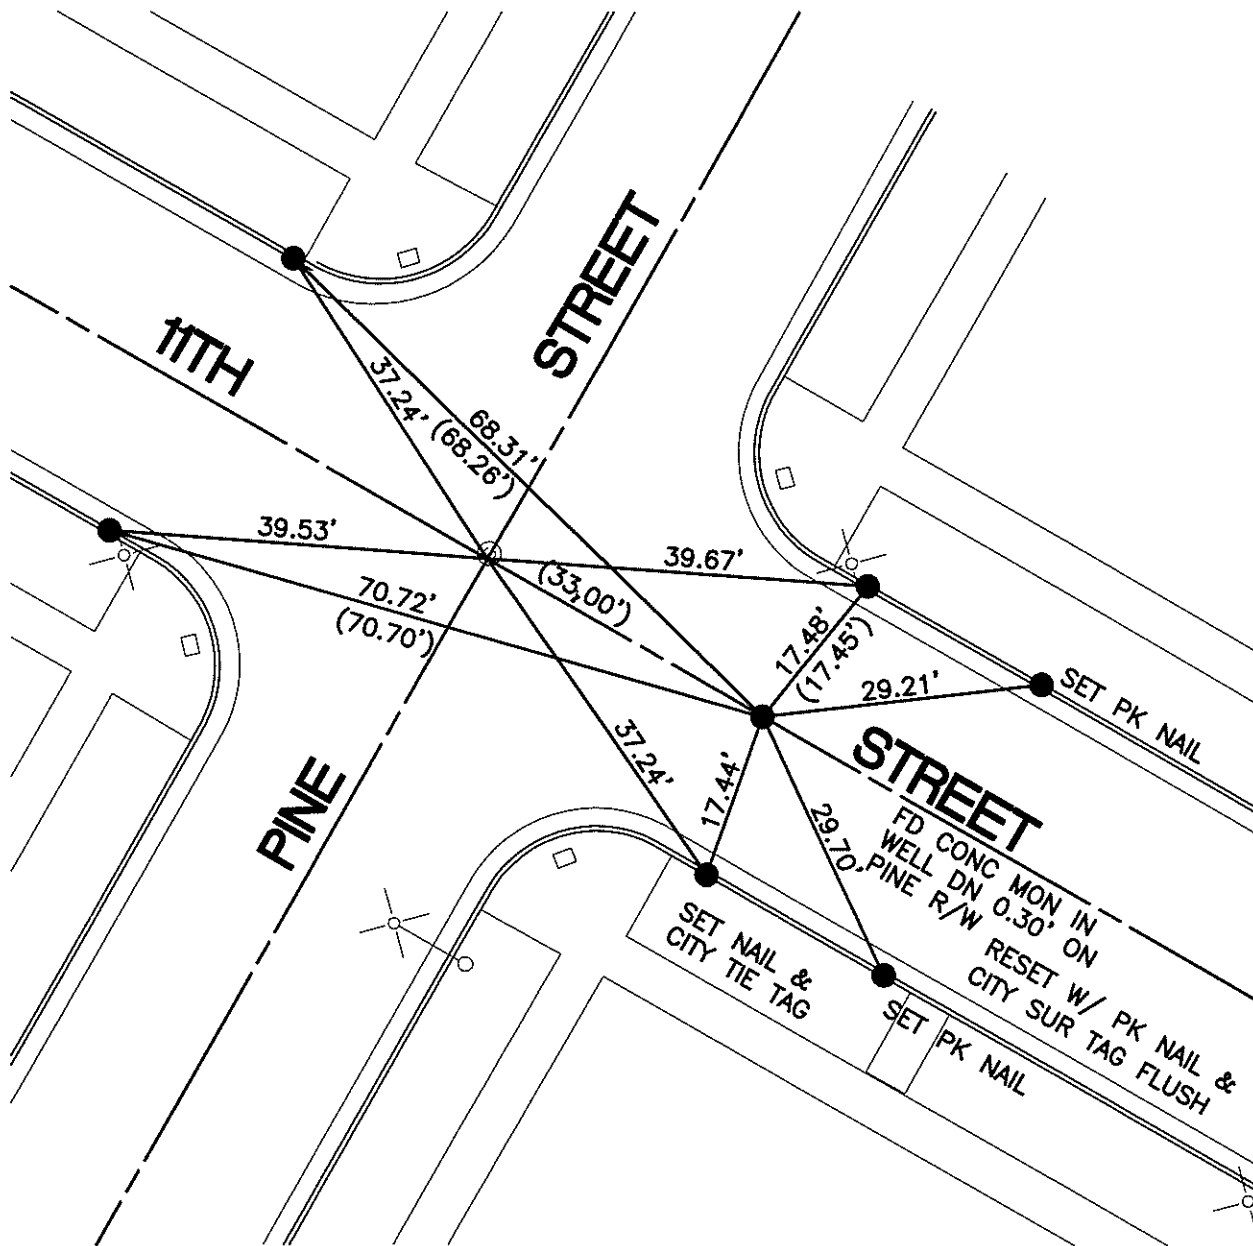 STREET
11TH
37.24'
68.31'
(68.26')
39.53'
39.67'
(33.00')
70.72'
(70.70')
17.48'
(17.45')
29.21'
SET PK NAIL
37.24'
17.44'
29.70'
STREET
PINE
FD CONC MON IN
WELL DN 0.30' ON
PINE R/W RESET W/ PK NAIL &
CITY SUR TAG FLUSH
SET NAIL &
CITY TIE TAG
SET PK NAIL